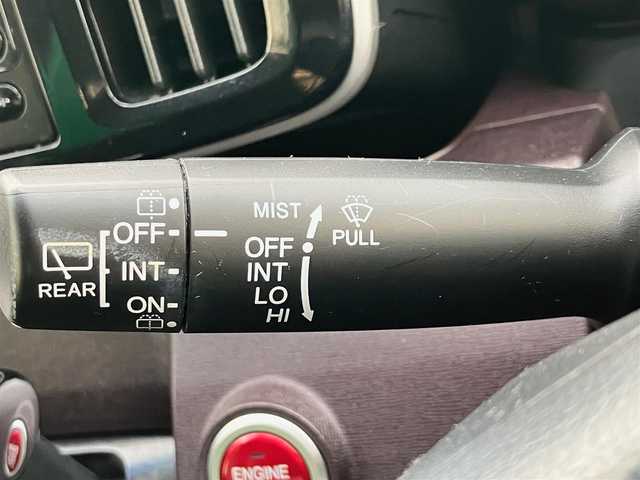 MIST
PULL
OFF
INT
LO
HI
OFF
INT
ON
REAR
ENGINE